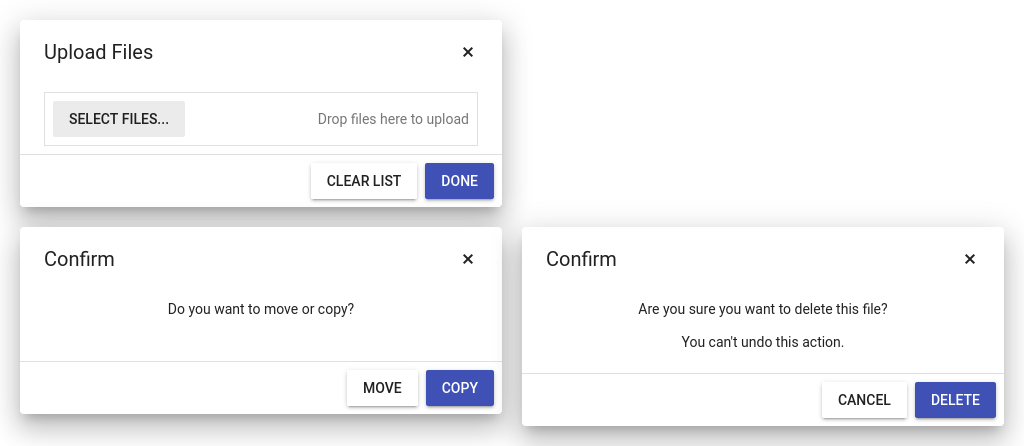 Upload Files
SELECT FILES...
Drop files here to upload
CLEAR LIST
DONE
Confirm
Do you want to move or copy?
MOVE
COPY
Confirm
Are you sure you want to delete this file?
You can't undo this action.
CANCEL
DELETE